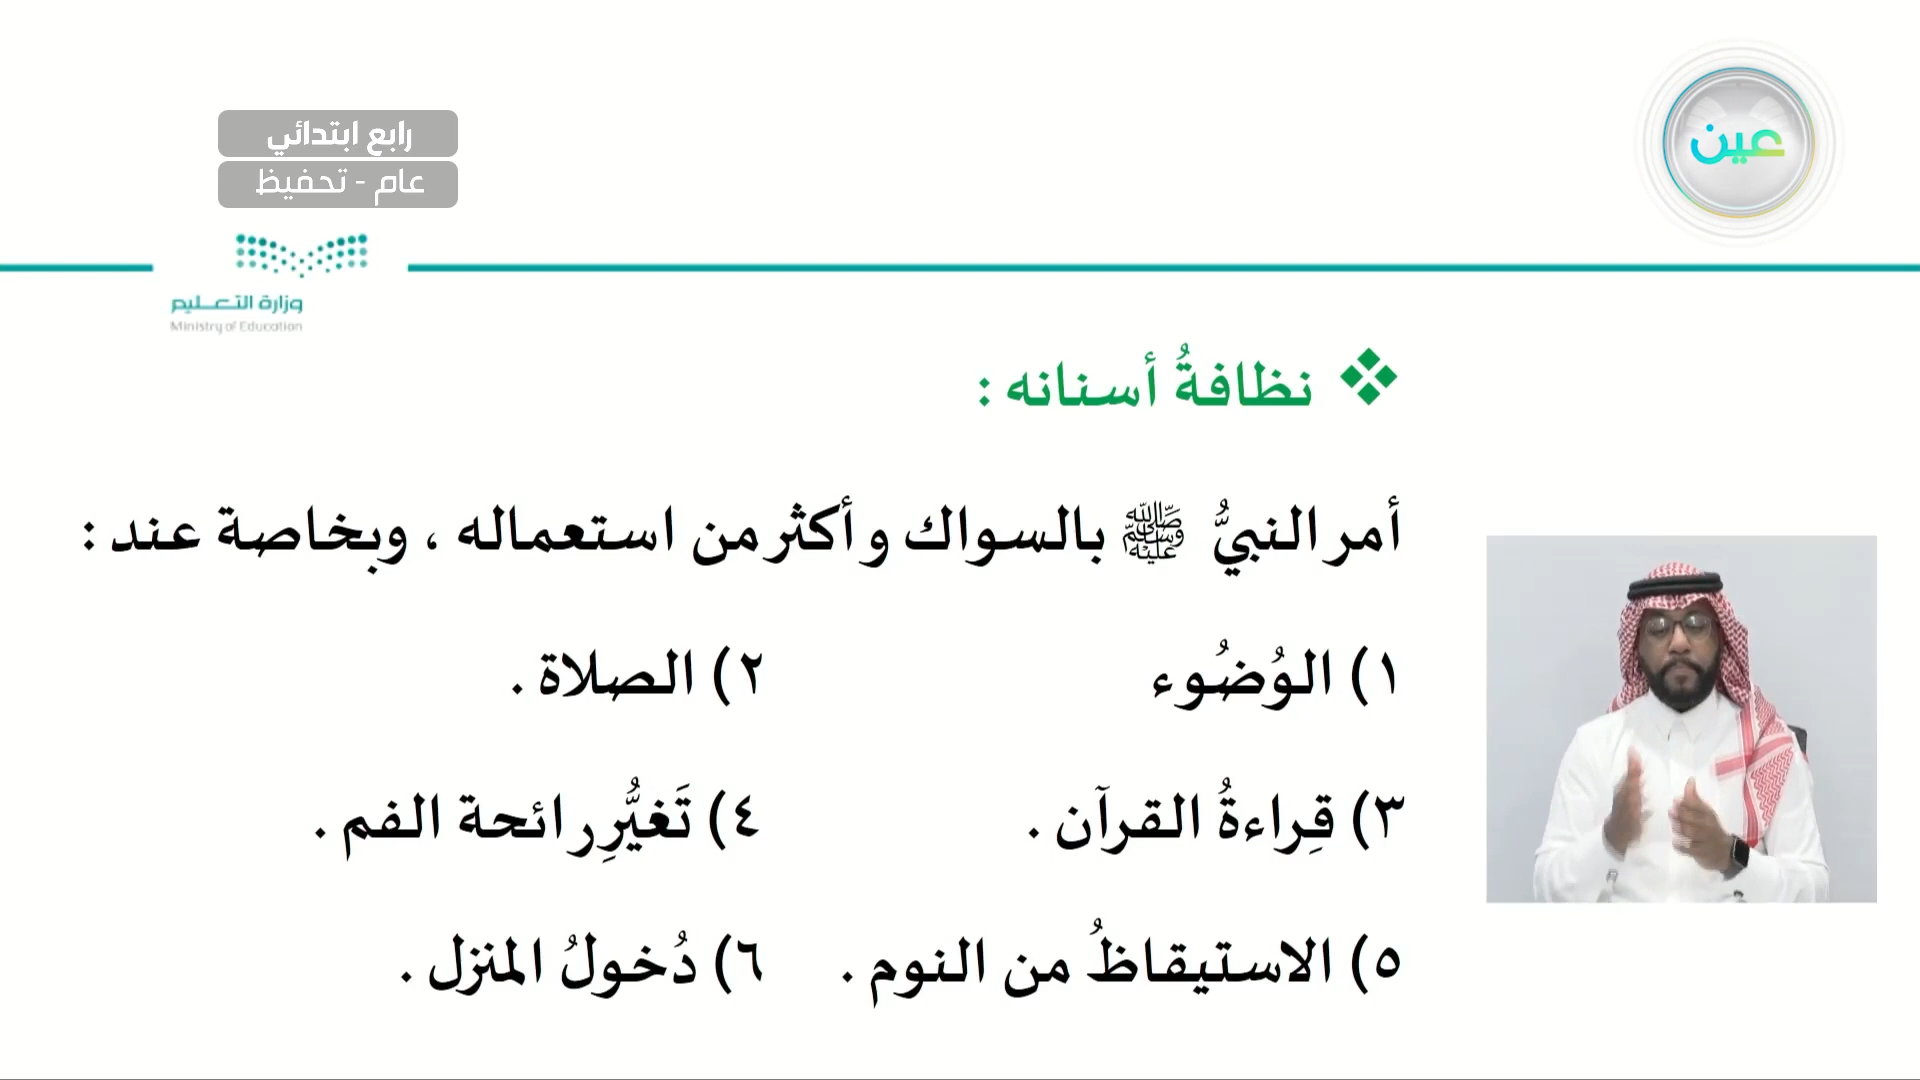 رابع ابتدائي
عام - تحفيظ
عين
وزارة التعليم
Ministry of Education
❖ نظافةُ أسنانه :
أمر النبيُّ ﷺ بالسواك وأكثر من استعماله ، وبخاصة عند :
١) الوُضُوء ٢) الصلاة .
٣) قِراءةُ القرآن . ٤) تَغيُّرِ رائحة الفم .
٥) الاستيقاظُ من النوم . ٦) دُخولُ المنزل .